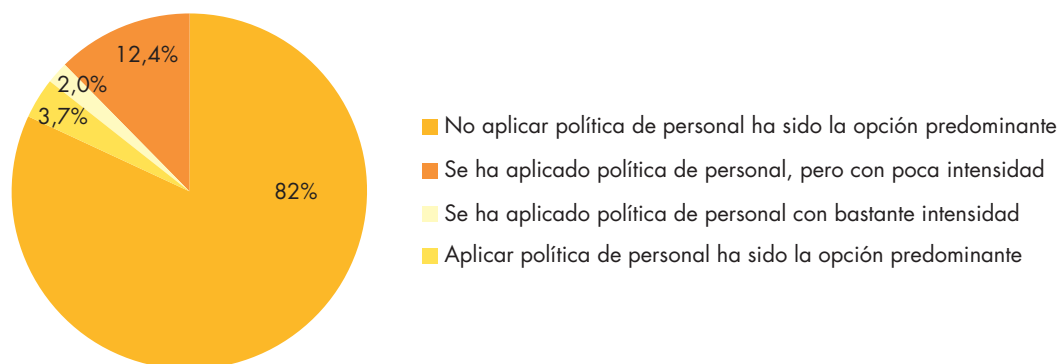 12,4%
2,0%
3,7%
82%
No aplicar política de personal ha sido la opción predominante
Se ha aplicado política de personal, pero con poca intensidad
Se ha aplicado política de personal con bastante intensidad
Aplicar política de personal ha sido la opción predominante